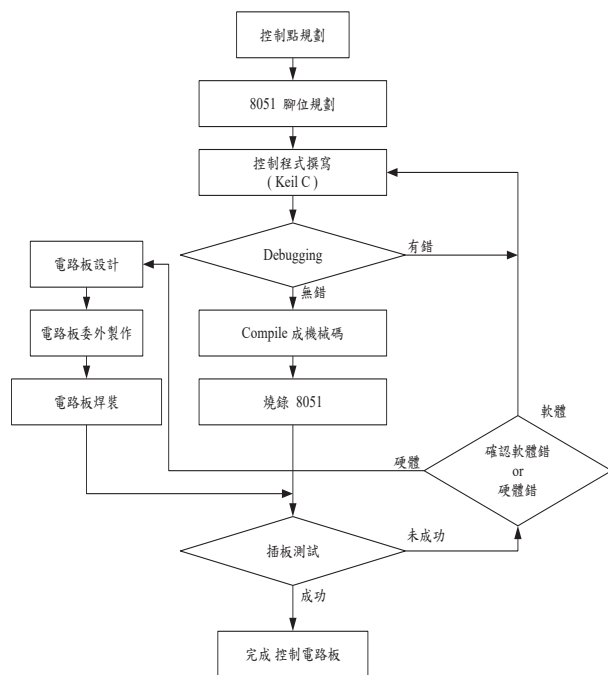 控制點規劃
8051 腳位規劃
控制程式撰寫
( Keil C )
Debugging
有錯
電路板設計
無錯
電路板委外製作
Compile 成機械碼
電路板焊裝
燒錄 8051
軟體
硬體
確認軟體錯
or
硬體錯
未成功
插板測試
成功
完成 控制電路板